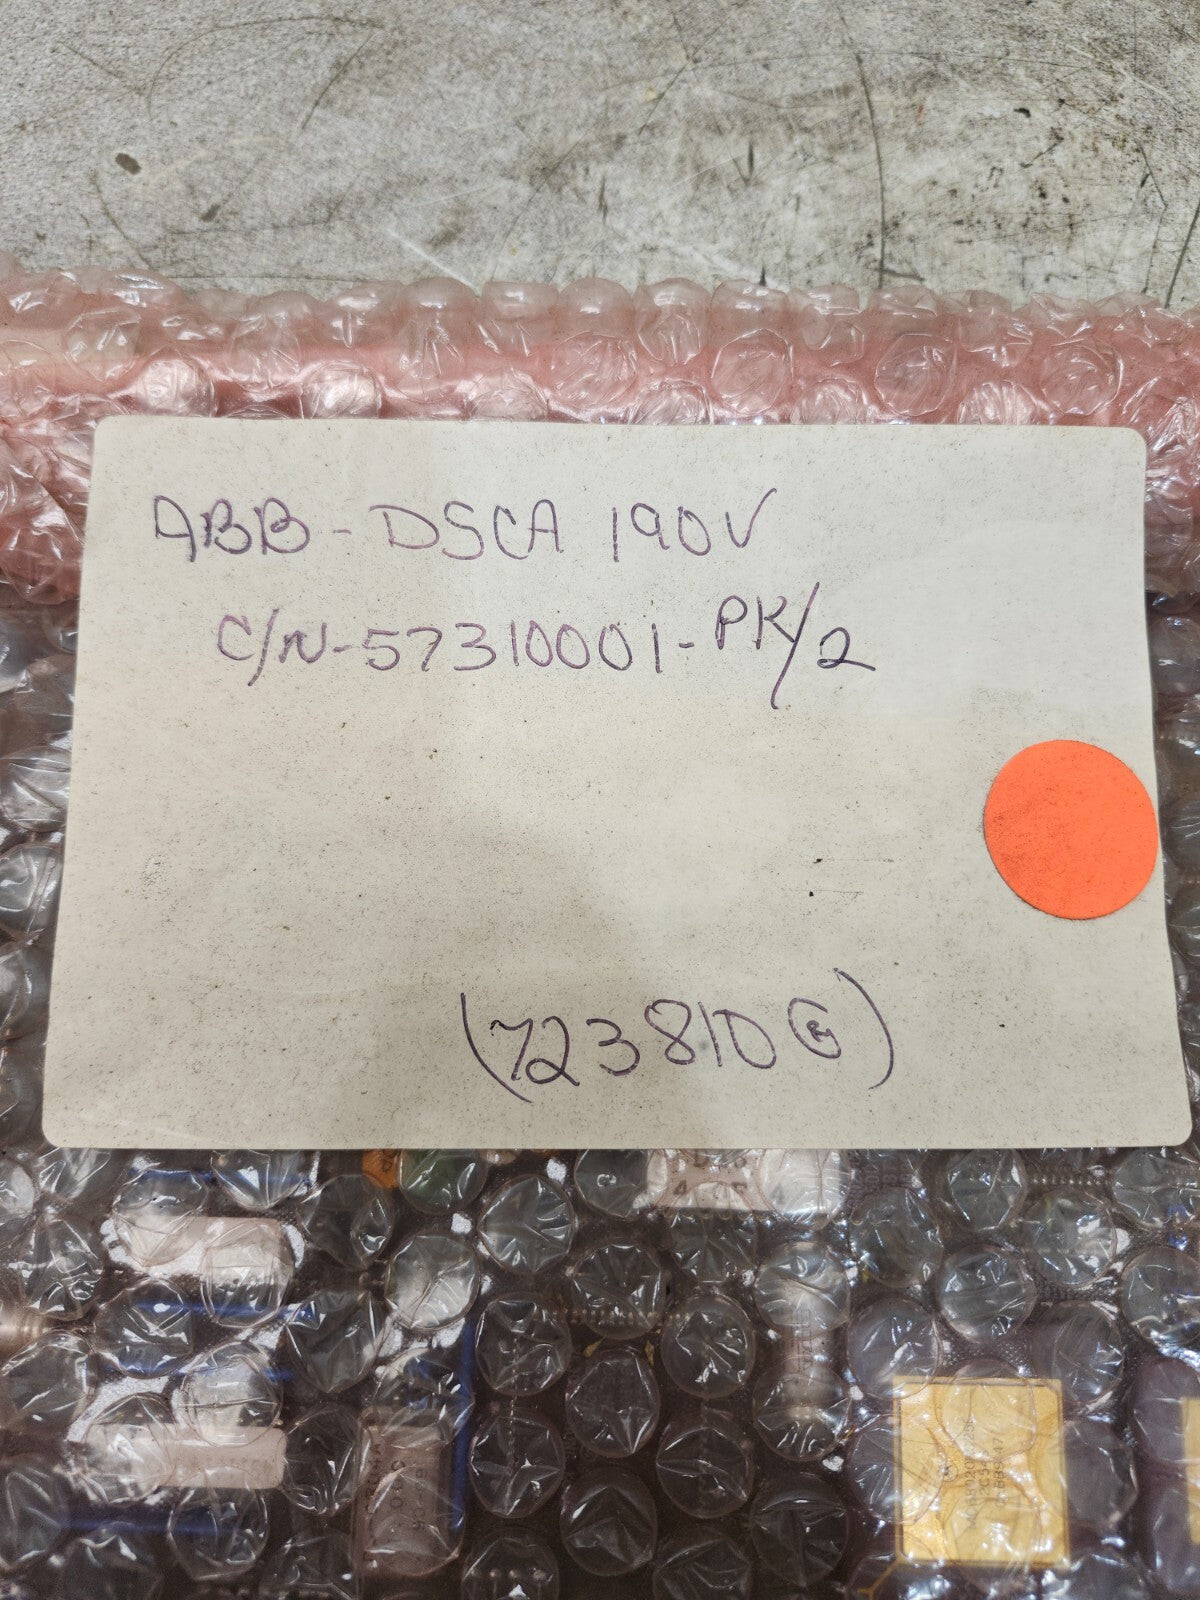 ABB - DSCA 190V
C/N-57310001-PK/2
(723810G)